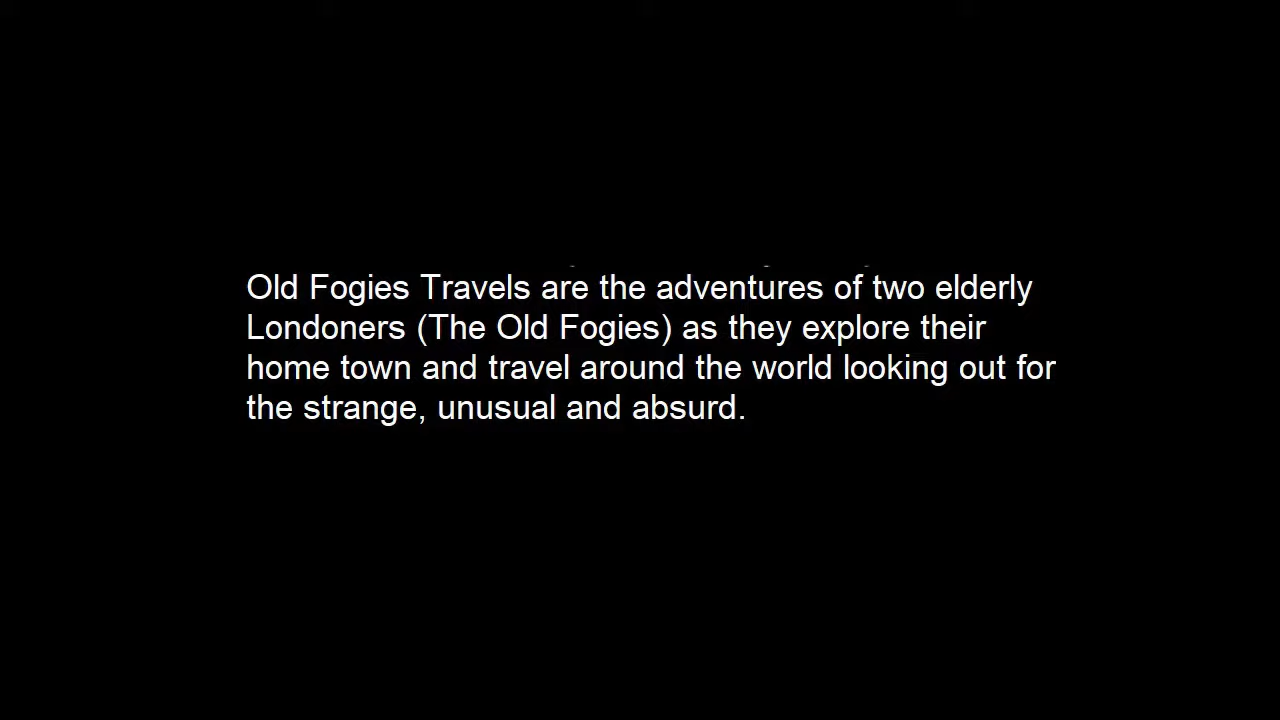 Old Fogies Travels are the adventures of two elderly
Londoners (The Old Fogies) as they explore their
home town and travel around the world looking out for
the strange, unusual and absurd.